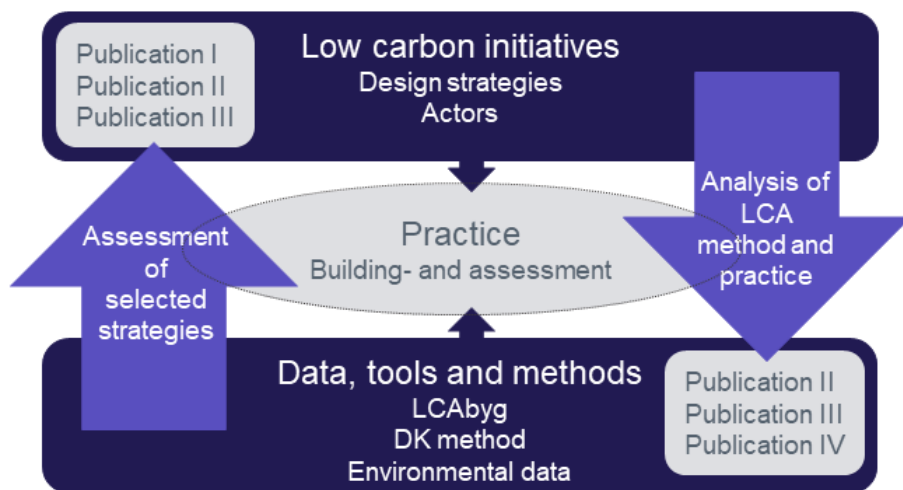 Publication I
Publication II
Publication III
Low carbon initiatives
Design strategies
Actors
Assessment
of
selected
strategies
Practice
Building- and assessment
Analysis of
LCA
method and
practice
Data, tools and methods
LCAbyg
DK method
Environmental data
Publication II
Publication III
Publication IV